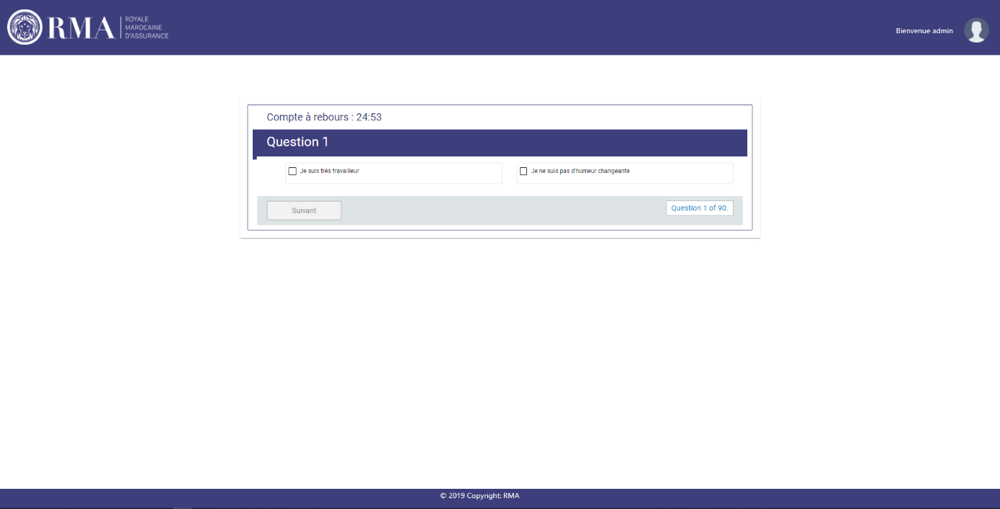 RMA
ROYALE
MAROCAINE
D'ASSURANCE
Bienvenue admin
Compte à rebours : 24:53
Question 1
Je suis très travailleur
Je ne suis pas d'humeur changeante
Suivant
Question 1 of 90.
© 2019 Copyright: RMA